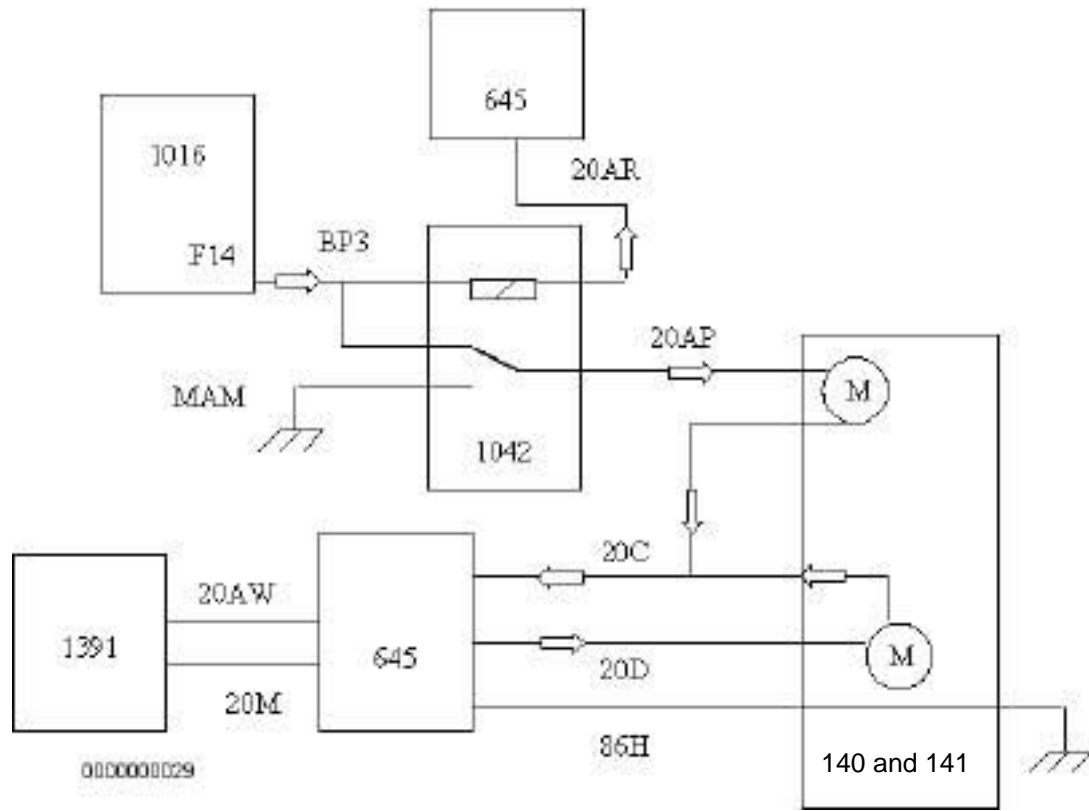 645
1016
20AR
F14
BP3
20AP
M
MAM
1042
20C
20AW
1391
645
M
20M
20D
86H
140 and 141
0000000029